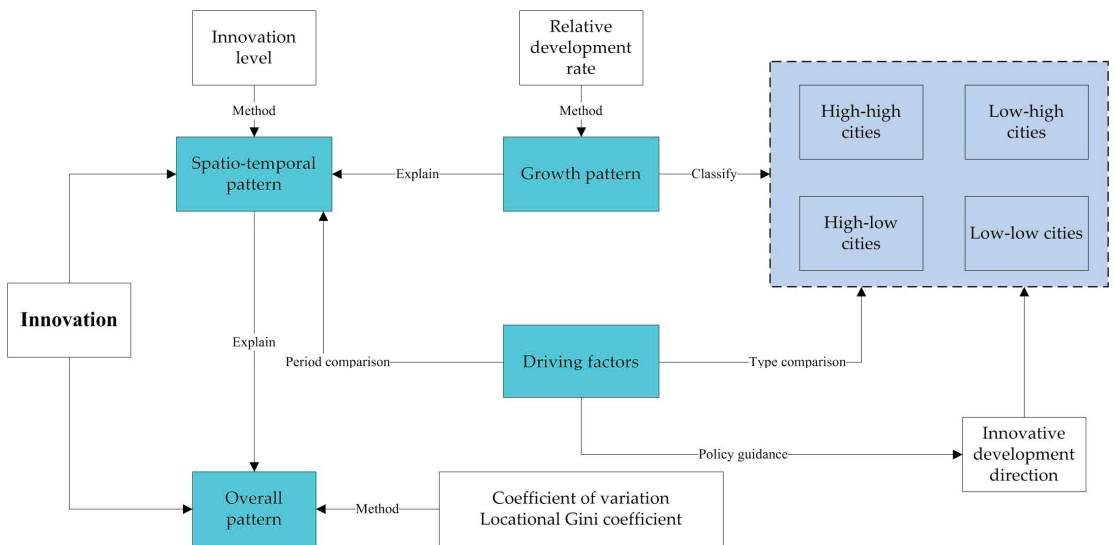 Innovation
level
Relative
development
rate
Method
Method
High-high
cities
Low-high
cities
Spatio-temporal
pattern
Explain
Growth pattern
Classify
High-low
cities
Low-low cities
Innovation
Explain
Period comparison
Driving factors
Type comparison
Policy guidance
Innovative
development
direction
Overall
pattern
Method
Coefficient of variation
Locational Gini coefficient